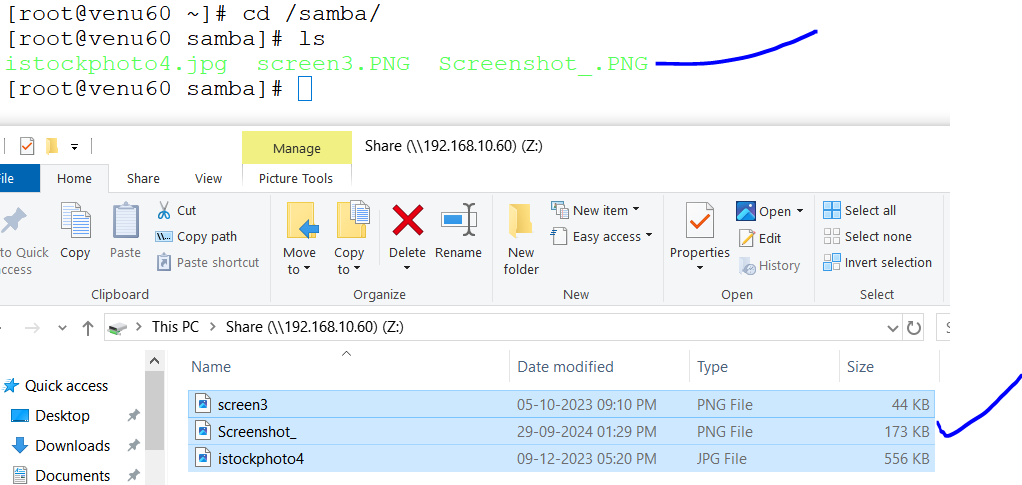 [root@venu60 ~]# cd /samba/
[root@venu60 samba]# ls
istockphoto4.jpg  screen3.PNG  Screenshot_.PNG
[root@venu60 samba]#
Manage Share (\\192.168.10.60) (Z:)
File Home Share View Picture Tools
to Quick access
Copy
Paste
Cut
Copy path
Paste shortcut
Clipboard
Move to
Copy to
Delete
Rename
Organize
New folder
New item
Easy access
New
Properties
Open
Edit
History
Open
Select all
Select none
Invert selection
Select
This PC > Share (\\192.168.10.60) (Z:)
Quick access
Desktop
Downloads
Documents
Name Date modified Type Size
screen3 05-10-2023 09:10 PM PNG File 44 KB
Screenshot_ 29-09-2024 01:29 PM PNG File 173 KB
istockphoto4 09-12-2023 05:20 PM JPG File 556 KB